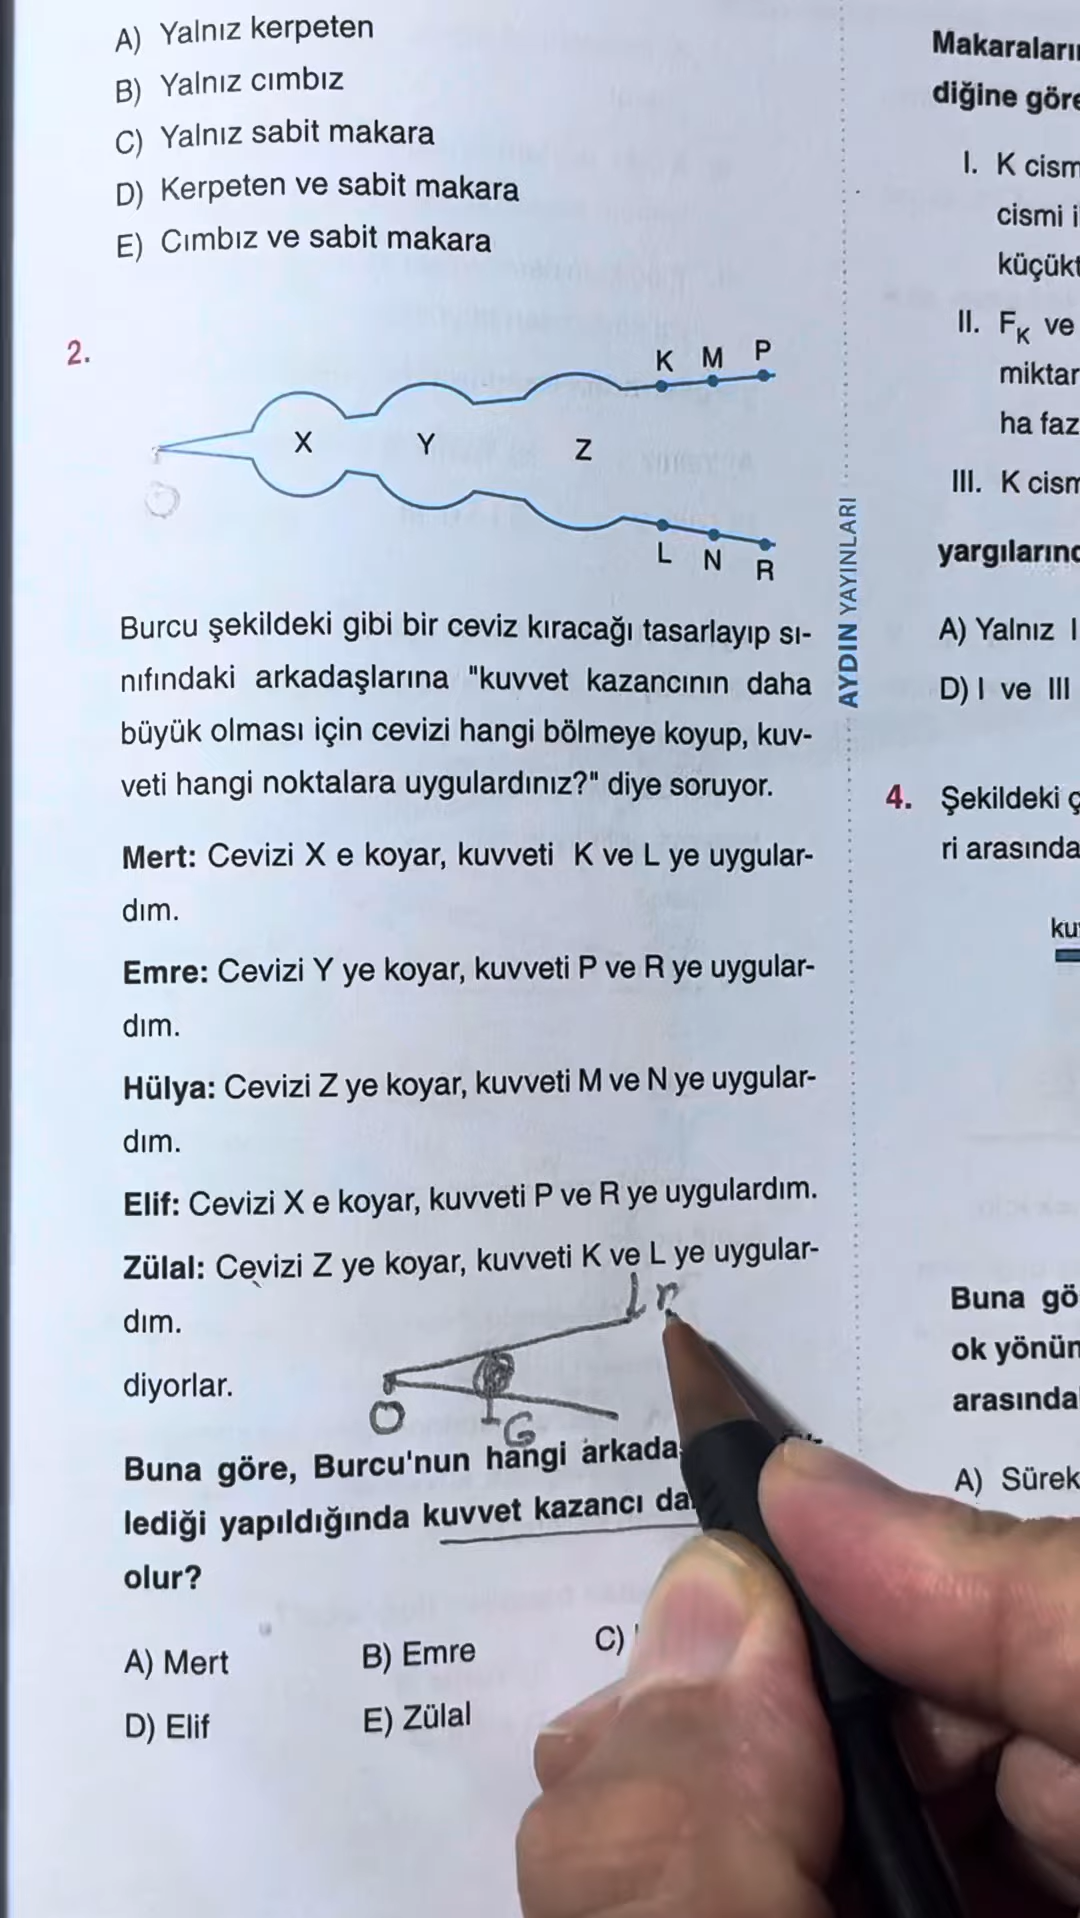 A) Yalnız kerpeten
B) Yalnız cımbız
C) Yalnız sabit makara
D) Kerpeten ve sabit makara
E) Cımbız ve sabit makara
2.
K M P
X Y Z
L N R
Burcu şekildeki gibi bir ceviz kıracağı tasarlayıp sı-
nıfındaki arkadaşlarına "kuvvet kazancının daha
büyük olması için cevizi hangi bölmeye koyup, kuv-
veti hangi noktalara uygulardınız?" diye soruyor.
Mert: Cevizi X e koyar, kuvveti K ve L ye uygular-
dım.
Emre: Cevizi Y ye koyar, kuvveti P ve R ye uygular-
dım.
Hülya: Cevizi Z ye koyar, kuvveti M ve N ye uygular-
dım.
Elif: Cevizi X e koyar, kuvveti P ve R ye uygulardım.
Zülal: Cevizi Z ye koyar, kuvveti K ve L ye uygular-
dım.
diyorlar.
O
G
Buna göre, Burcu'nun hangi arkada
lediği yapıldığında kuvvet kazancı da
olur?
A) Mert
B) Emre
C)
D) Elif
E) Zülal
AYDIN YAYINLARI
Makaraların
diğine göre
I. K cism
cismi i
küçükt
II. FK ve
miktar
ha faz
III. K cism
yargılarınd
A) Yalnız I
D) I ve III
4. Şekildeki ç
ri arasında
ku
Buna gö
ok yönün
arasında
A) Sürek